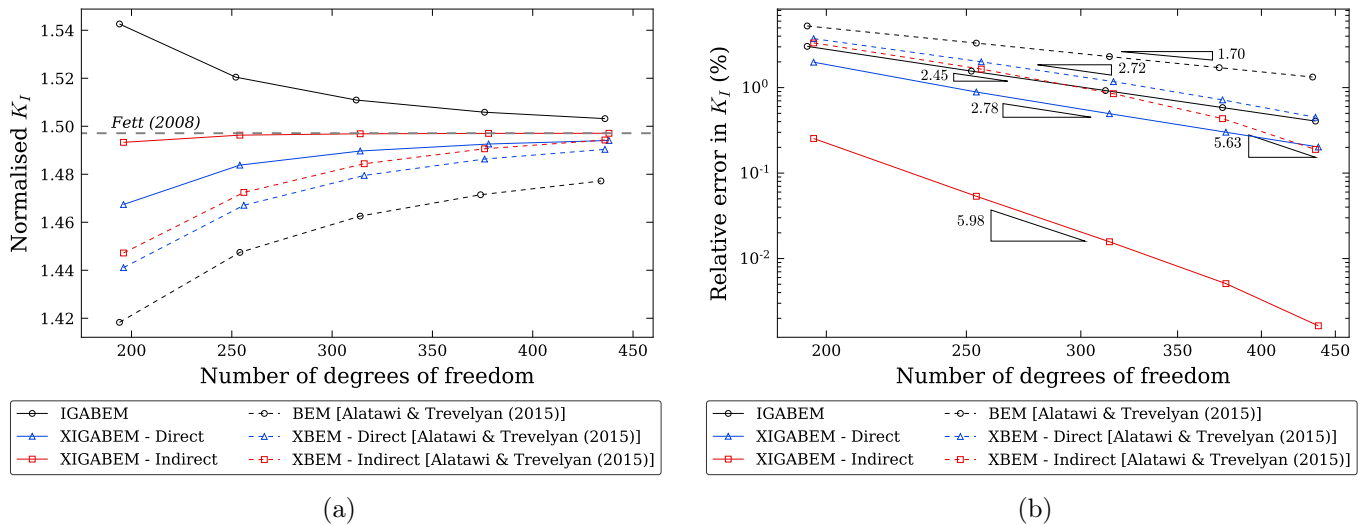 1.54
1.52
1.50
1.48
1.46
1.44
1.42
Normalised K_I
Fett (2008)
200 250 300 350 400 450
Number of degrees of freedom
IGABEM
XIGABEM - Direct
XIGABEM - Indirect
BEM [Alatawi & Trevelyan (2015)]
XBEM - Direct [Alatawi & Trevelyan (2015)]
XBEM - Indirect [Alatawi & Trevelyan (2015)]
(a)
10^0
10^-1
10^-2
Relative error in K_I (%)
1.70
2.72
2.45
2.78
5.63
5.98
200 250 300 350 400 450
Number of degrees of freedom
IGABEM
XIGABEM - Direct
XIGABEM - Indirect
BEM [Alatawi & Trevelyan (2015)]
XBEM - Direct [Alatawi & Trevelyan (2015)]
XBEM - Indirect [Alatawi & Trevelyan (2015)]
(b)